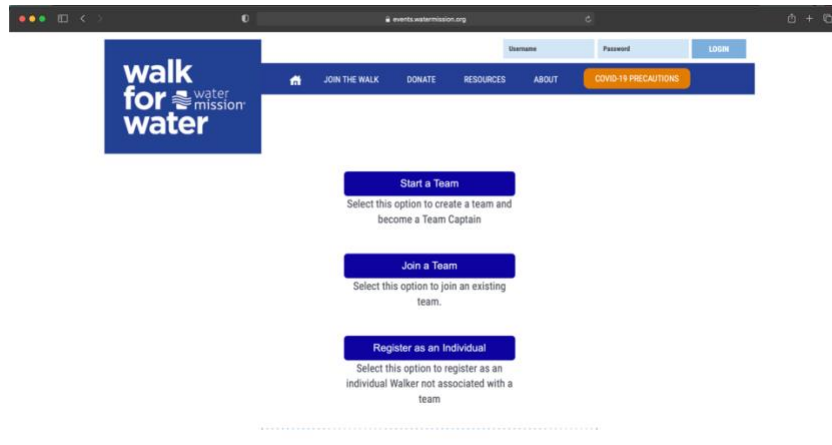 events.watermission.org
Username
Password
LOGIN
walk
for water
mission
water
JOIN THE WALK
DONATE
RESOURCES
ABOUT
COVID-19 PRECAUTIONS
Start a Team
Select this option to create a team and
become a Team Captain
Join a Team
Select this option to join an existing
team.
Register as an Individual
Select this option to register as an
individual Walker not associated with a
team